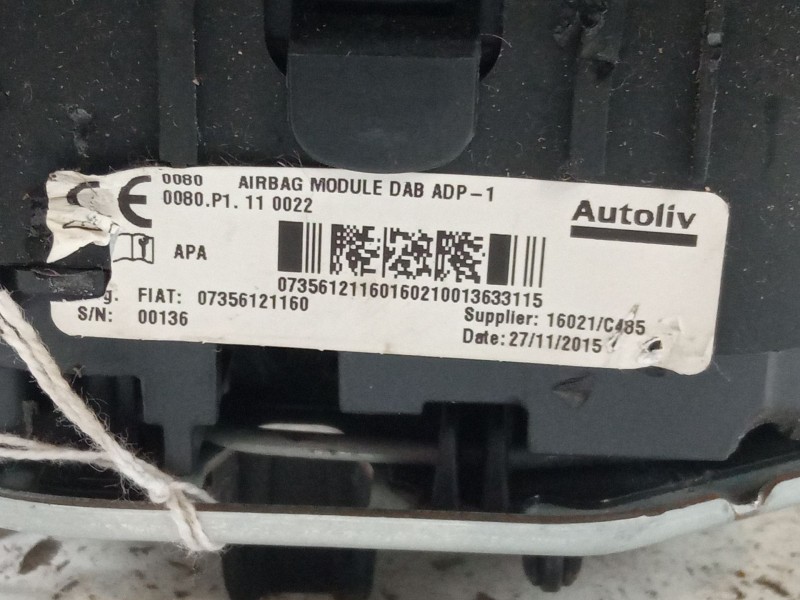 CE 0080 AIRBAG MODULE DAB ADP-1
0080.P1. 11 0022
Autoliv
APA
07356121160160210013633115
g. FIAT: 07356121160
Supplier: 16021/C485
S/N: 00136
Date: 27/11/2015